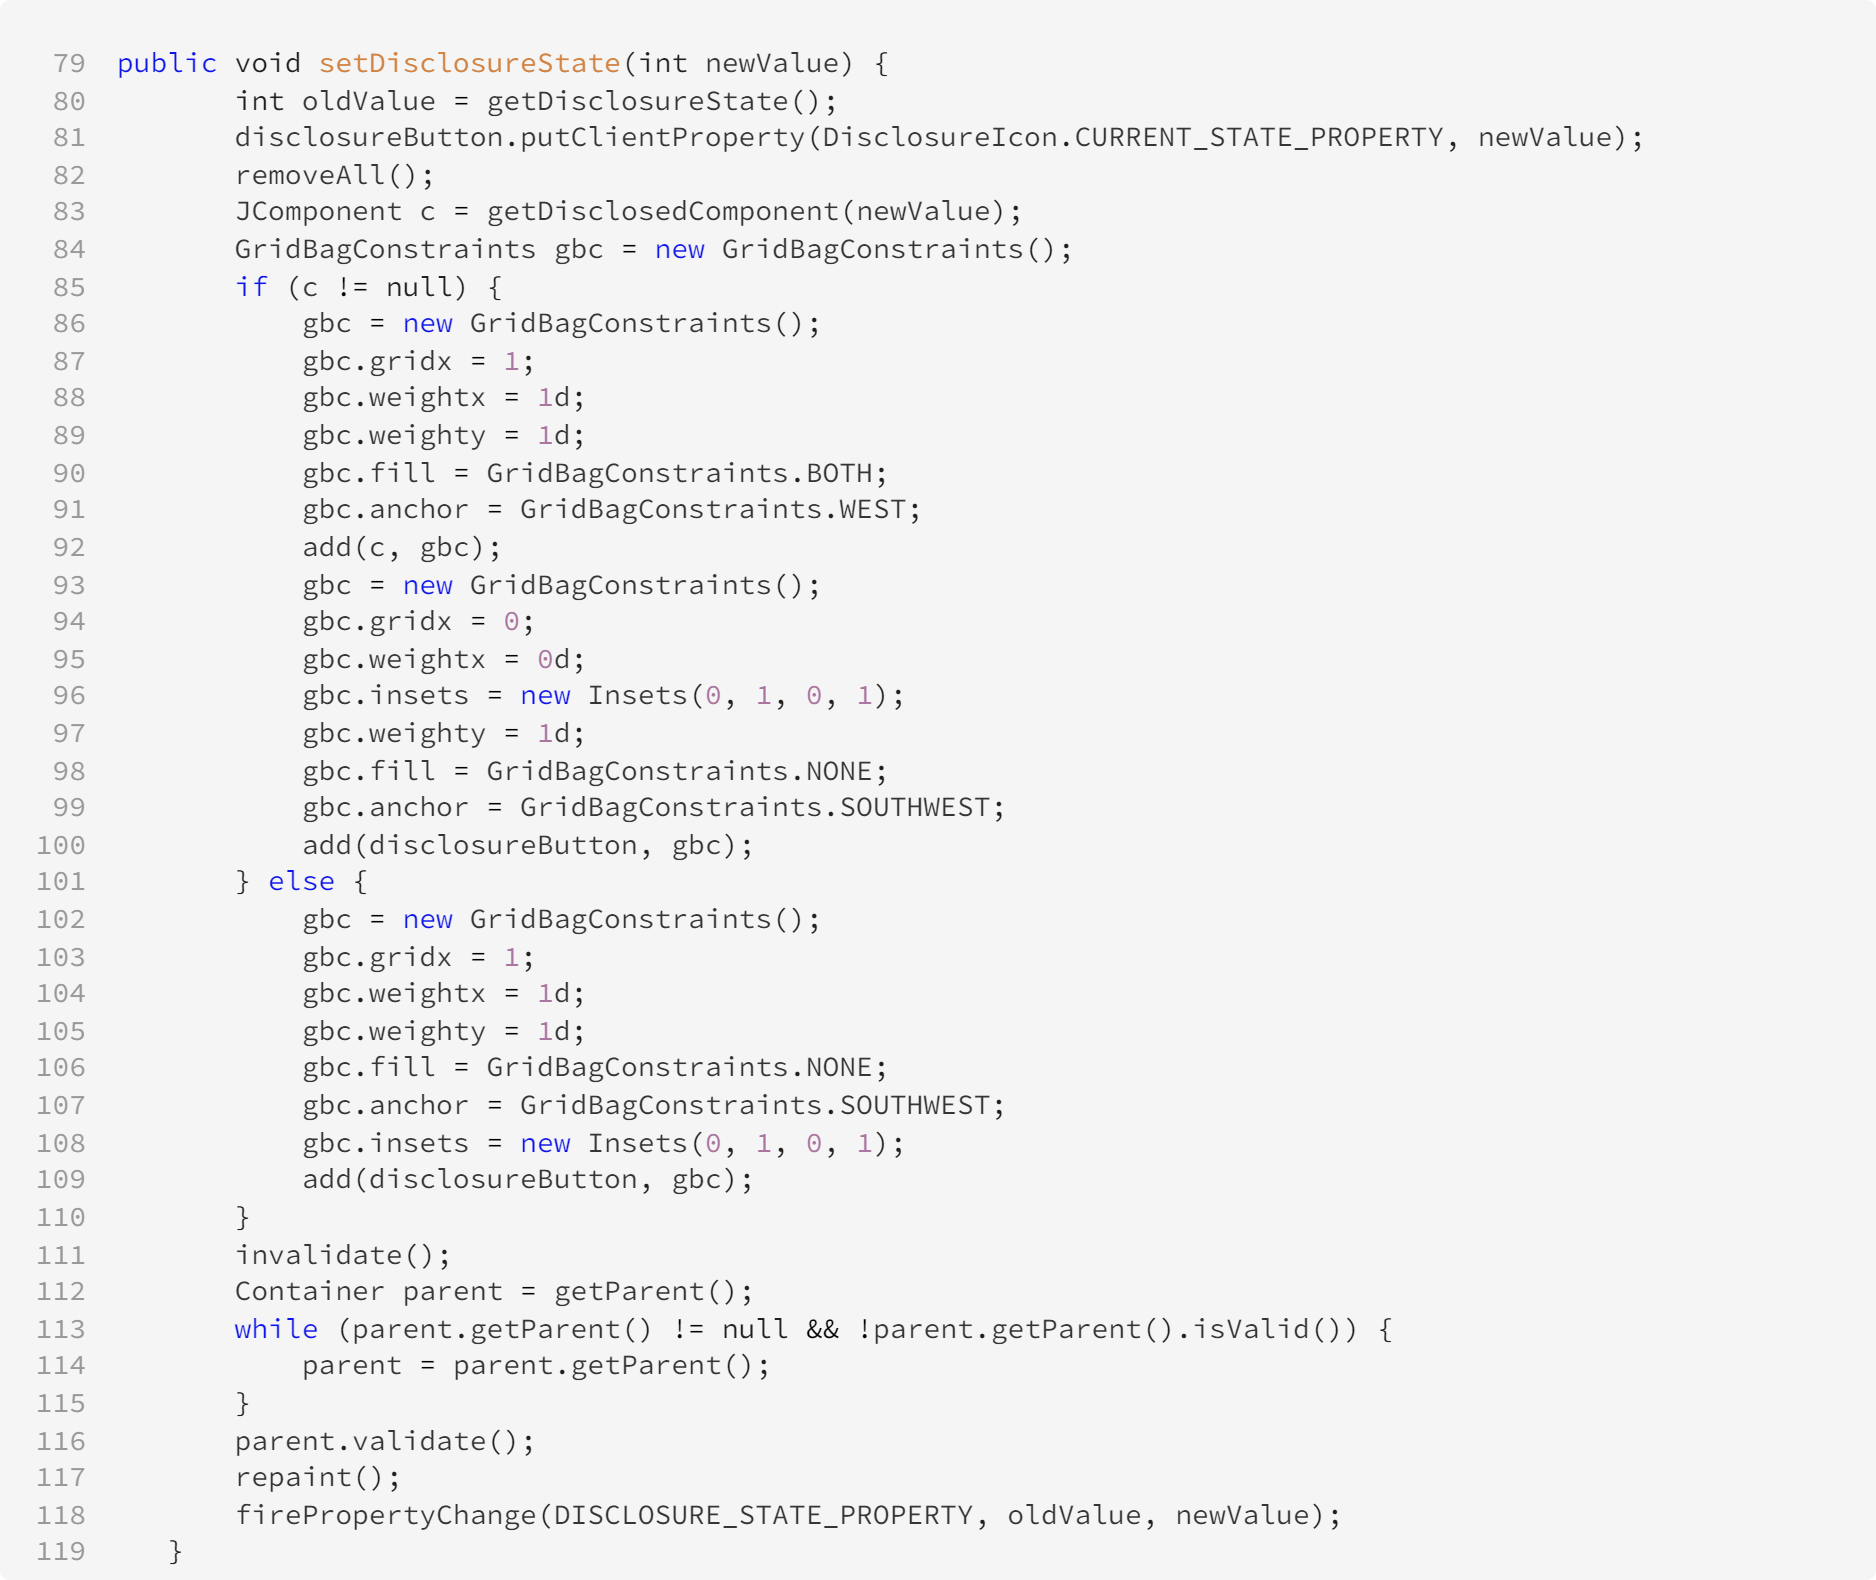 79 public void setDisclosureState(int newValue) {
80 int oldValue = getDisclosureState();
81 disclosureButton.putClientProperty(DisclosureIcon.CURRENT_STATE_PROPERTY, newValue);
82 removeAll();
83 JComponent c = getDisclosedComponent(newValue);
84 GridBagConstraints gbc = new GridBagConstraints();
85 if (c != null) {
86 gbc = new GridBagConstraints();
87 gbc.gridx = 1;
88 gbc.weightx = 1d;
89 gbc.weighty = 1d;
90 gbc.fill = GridBagConstraints.BOTH;
91 gbc.anchor = GridBagConstraints.WEST;
92 add(c, gbc);
93 gbc = new GridBagConstraints();
94 gbc.gridx = 0;
95 gbc.weightx = 0d;
96 gbc.insets = new Insets(0, 1, 0, 1);
97 gbc.weighty = 1d;
98 gbc.fill = GridBagConstraints.NONE;
99 gbc.anchor = GridBagConstraints.SOUTHWEST;
100 add(disclosureButton, gbc);
101 } else {
102 gbc = new GridBagConstraints();
103 gbc.gridx = 1;
104 gbc.weightx = 1d;
105 gbc.weighty = 1d;
106 gbc.fill = GridBagConstraints.NONE;
107 gbc.anchor = GridBagConstraints.SOUTHWEST;
108 gbc.insets = new Insets(0, 1, 0, 1);
109 add(disclosureButton, gbc);
110 }
111 invalidate();
112 Container parent = getParent();
113 while (parent.getParent() != null && !parent.getParent().isValid()) {
114 parent = parent.getParent();
115 }
116 parent.validate();
117 repaint();
118 firePropertyChange(DISCLOSURE_STATE_PROPERTY, oldValue, newValue);
119 }